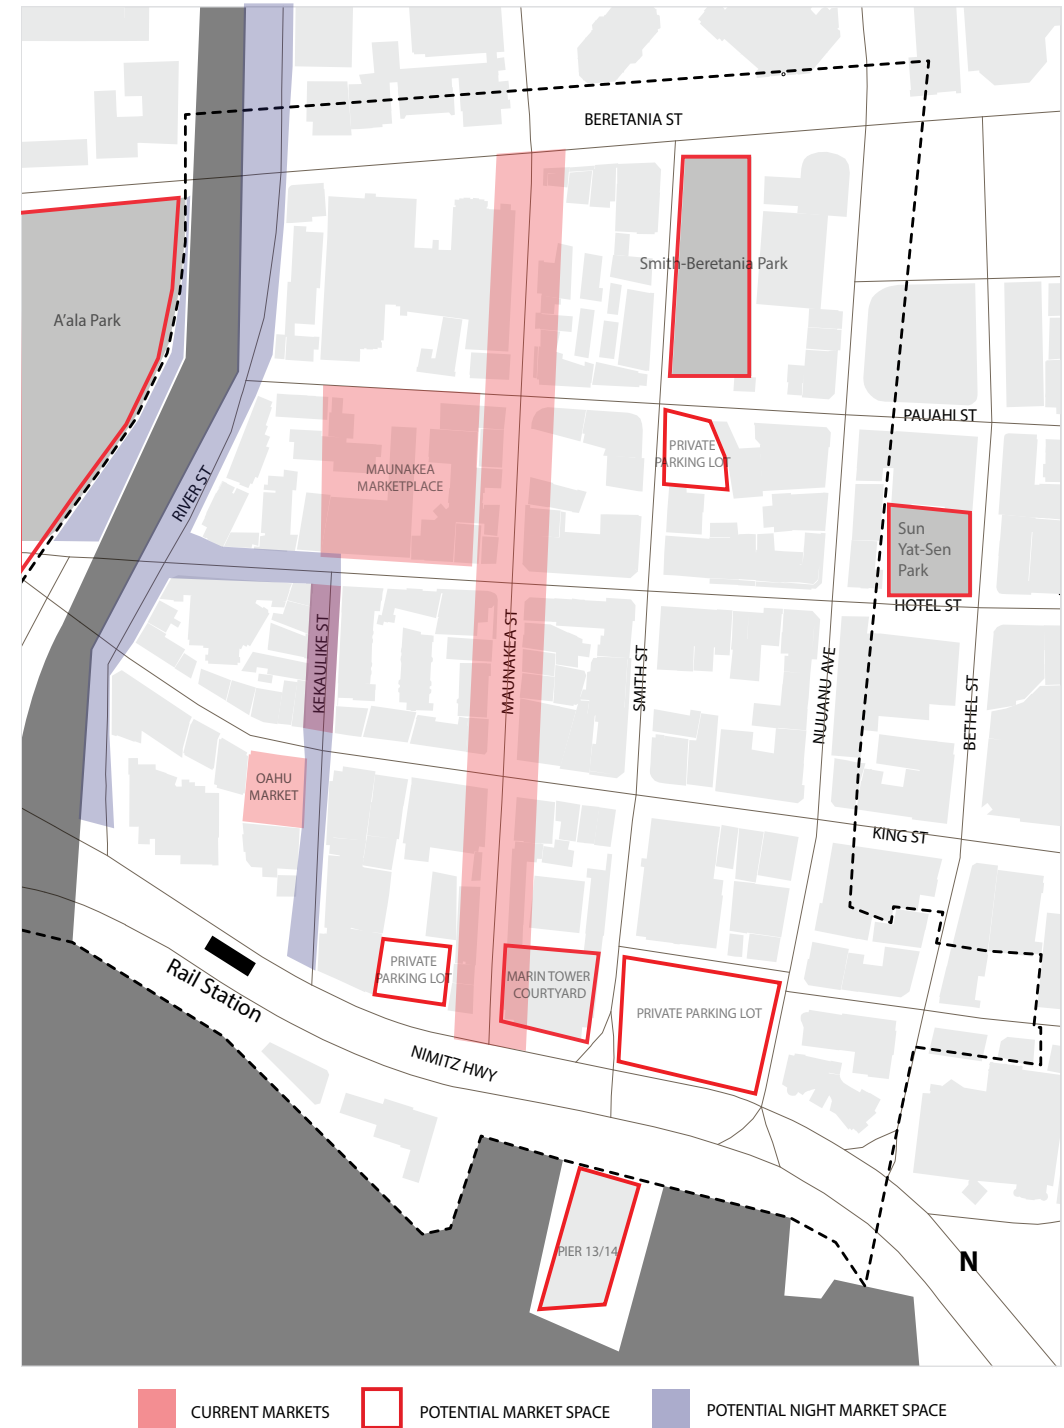 BERETANIA ST
Smith-Beretania Park
A'ala Park
PAUAHI ST
PRIVATE
PARKING LOT
MAUNAKEA
MARKETPLACE
RIVER ST
Sun
Yat-Sen
Park
HOTEL ST
KEKAULIKE ST
MAUNAKEA ST
SMITH ST
NUUANU AVE
BETHEL ST
OAHU
MARKET
KING ST
PRIVATE
PARKING LOT
MARIN TOWER
COURTYARD
PRIVATE PARKING LOT
Rail Station
NIMITZ HWY
PIER 13/14
N
CURRENT MARKETS
POTENTIAL MARKET SPACE
POTENTIAL NIGHT MARKET SPACE